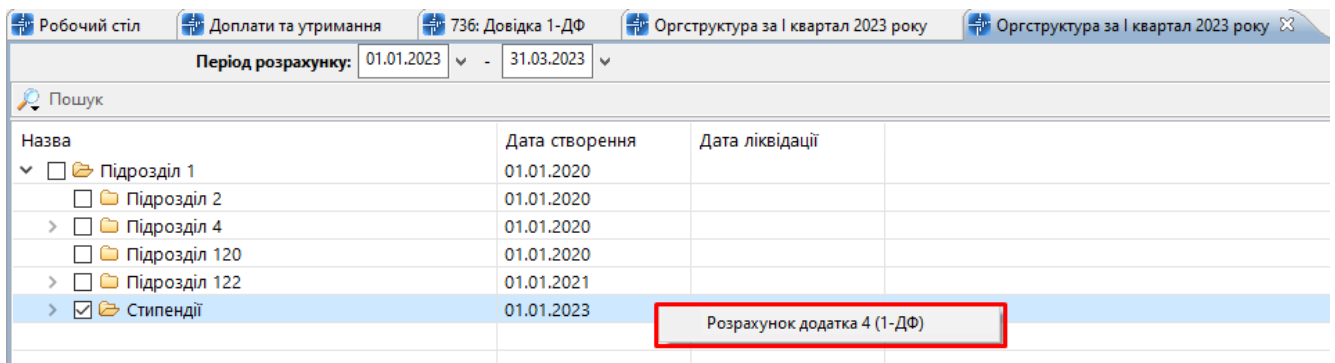 Робочий стіл Доплати та утримання 736: Довідка 1-ДФ Оргструктура за І квартал 2023 року Оргструктура за І квартал 2023 року
Період розрахунку: 01.01.2023 - 31.03.2023
Пошук
Назва Дата створення Дата ліквідації
Підрозділ 1 01.01.2020
Підрозділ 2 01.01.2020
Підрозділ 4 01.01.2020
Підрозділ 120 01.01.2020
Підрозділ 122 01.01.2021
Стипендії 01.01.2023
Розрахунок додатка 4 (1-ДФ)